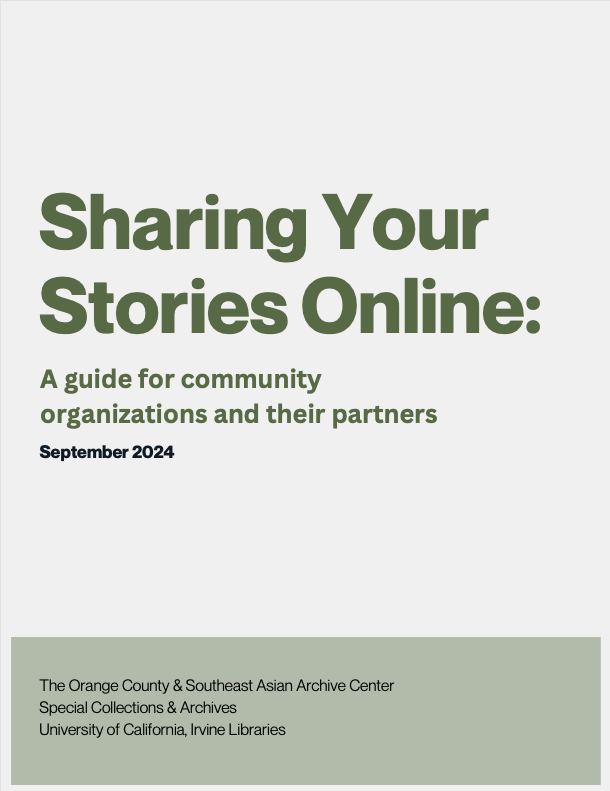 Sharing Your
Stories Online:
A guide for community
organizations and their partners
September 2024
The Orange County & Southeast Asian Archive Center
Special Collections & Archives
University of California, Irvine Libraries